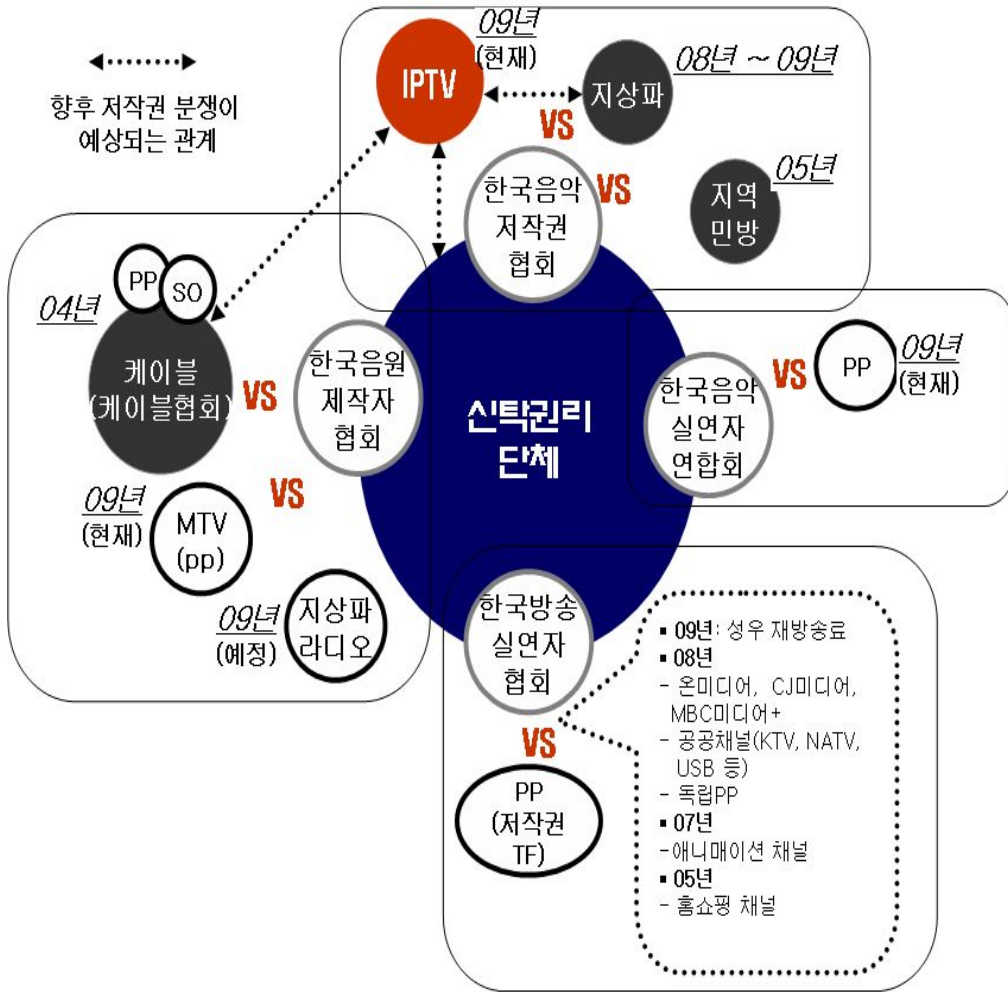 향후 저작권 분쟁이
예상되는 관계
IPTV
09년
(현재)
지상파
08년 ~ 09년
VS
한국음악
저작권
협회
VS
지역
민방
05년
PP
SO
04년
케이블
(케이블협회)
VS
한국음원
제작자
협회
VS
09년
(현재)
MTV
(pp)
09년
(예정)
지상파
라디오
신탁권리
단체
한국음악
실연자
연합회
VS
PP
09년
(현재)
한국방송
실연자
협회
VS
PP
(저작권
TF)
▪ 09년: 성우 재방송료
▪ 08년
- 온미디어, CJ미디어,
MBC미디어+
- 공공채널(KTV, NATV,
USB 등)
- 독립PP
▪ 07년
-애니매이션 채널
▪ 05년
- 홈쇼핑 채널